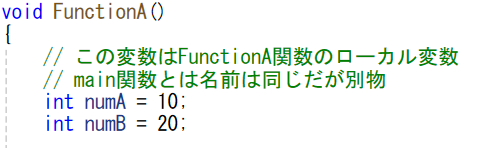 void FunctionA()
{
// この変数はFunctionA関数のローカル変数
// main関数とは名前は同じだが別物
int numA = 10;
int numB = 20;